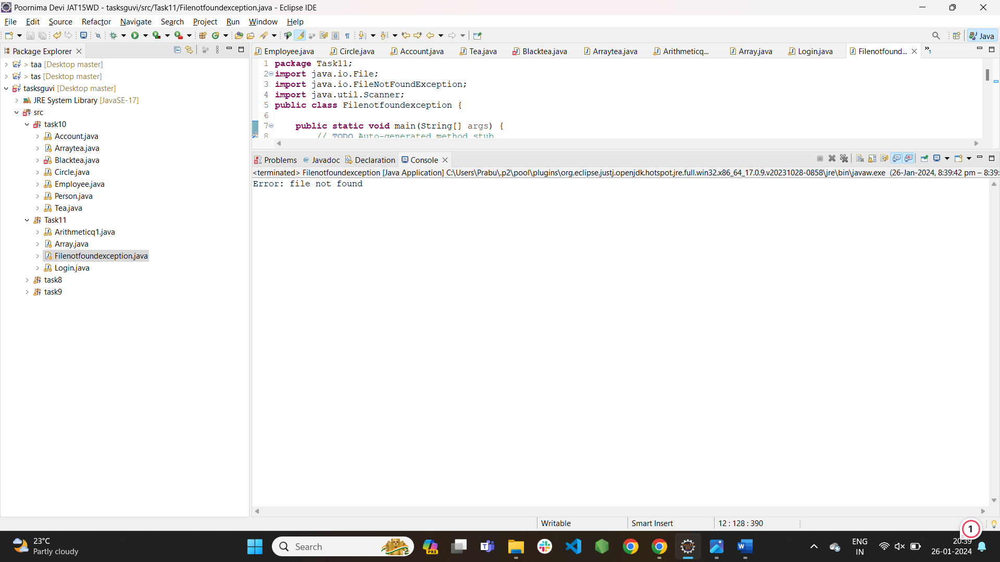 Poornima Devi JAT15WD - tasksguvi/src/Task11/Filenotfoundexception.java - Eclipse IDE
File Edit Source Refactor Navigate Search Project Run Window Help
Java
Package Explorer
> taa [Desktop master]
> tas [Desktop master]
tasksguvi [Desktop master]
JRE System Library [JavaSE-17]
src
task10
Account.java
Arraytea.java
Blacktea.java
Circle.java
Employee.java
Person.java
Tea.java
Task11
Arithmeticq1.java
Array.java
Filenotfoundexception.java
Login.java
task8
task9
Employee.java Circle.java Account.java Tea.java Blacktea.java Arraytea.java Arithmeticq... Array.java Login.java Filenotfound... »1
1 package Task11;
2 import java.io.File;
3 import java.io.FileNotFoundException;
4 import java.util.Scanner;
5 public class Filenotfoundexception {
6
7 public static void main(String[] args) {
8 // TODO Auto-generated method stub
Problems @ Javadoc Declaration Console
<terminated> Filenotfoundexception [Java Application] C:\Users\Prabu\.p2\pool\plugins\org.eclipse.justj.openjdk.hotspot.jre.full.win32.x86_64_17.0.9.v20231028-0858\jre\bin\javaw.exe (26-Jan-2024, 8:39:42 pm – 8:39:
Error: file not found
Writable Smart Insert 12 : 128 : 390
1
23°C
Partly cloudy
Search
PRE
ENG
IN
20:39
26-01-2024